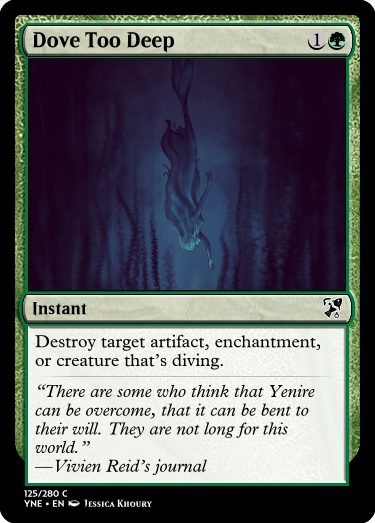 Dove Too Deep 1
Instant
Destroy target artifact, enchantment,
or creature that's diving.
“There are some who think that Yenire
can be overcome, that it can be bent to
their will. They are not long for this
world.”
—Vivien Reid's journal
125/280 C
YNE • EN Jessica Khoury